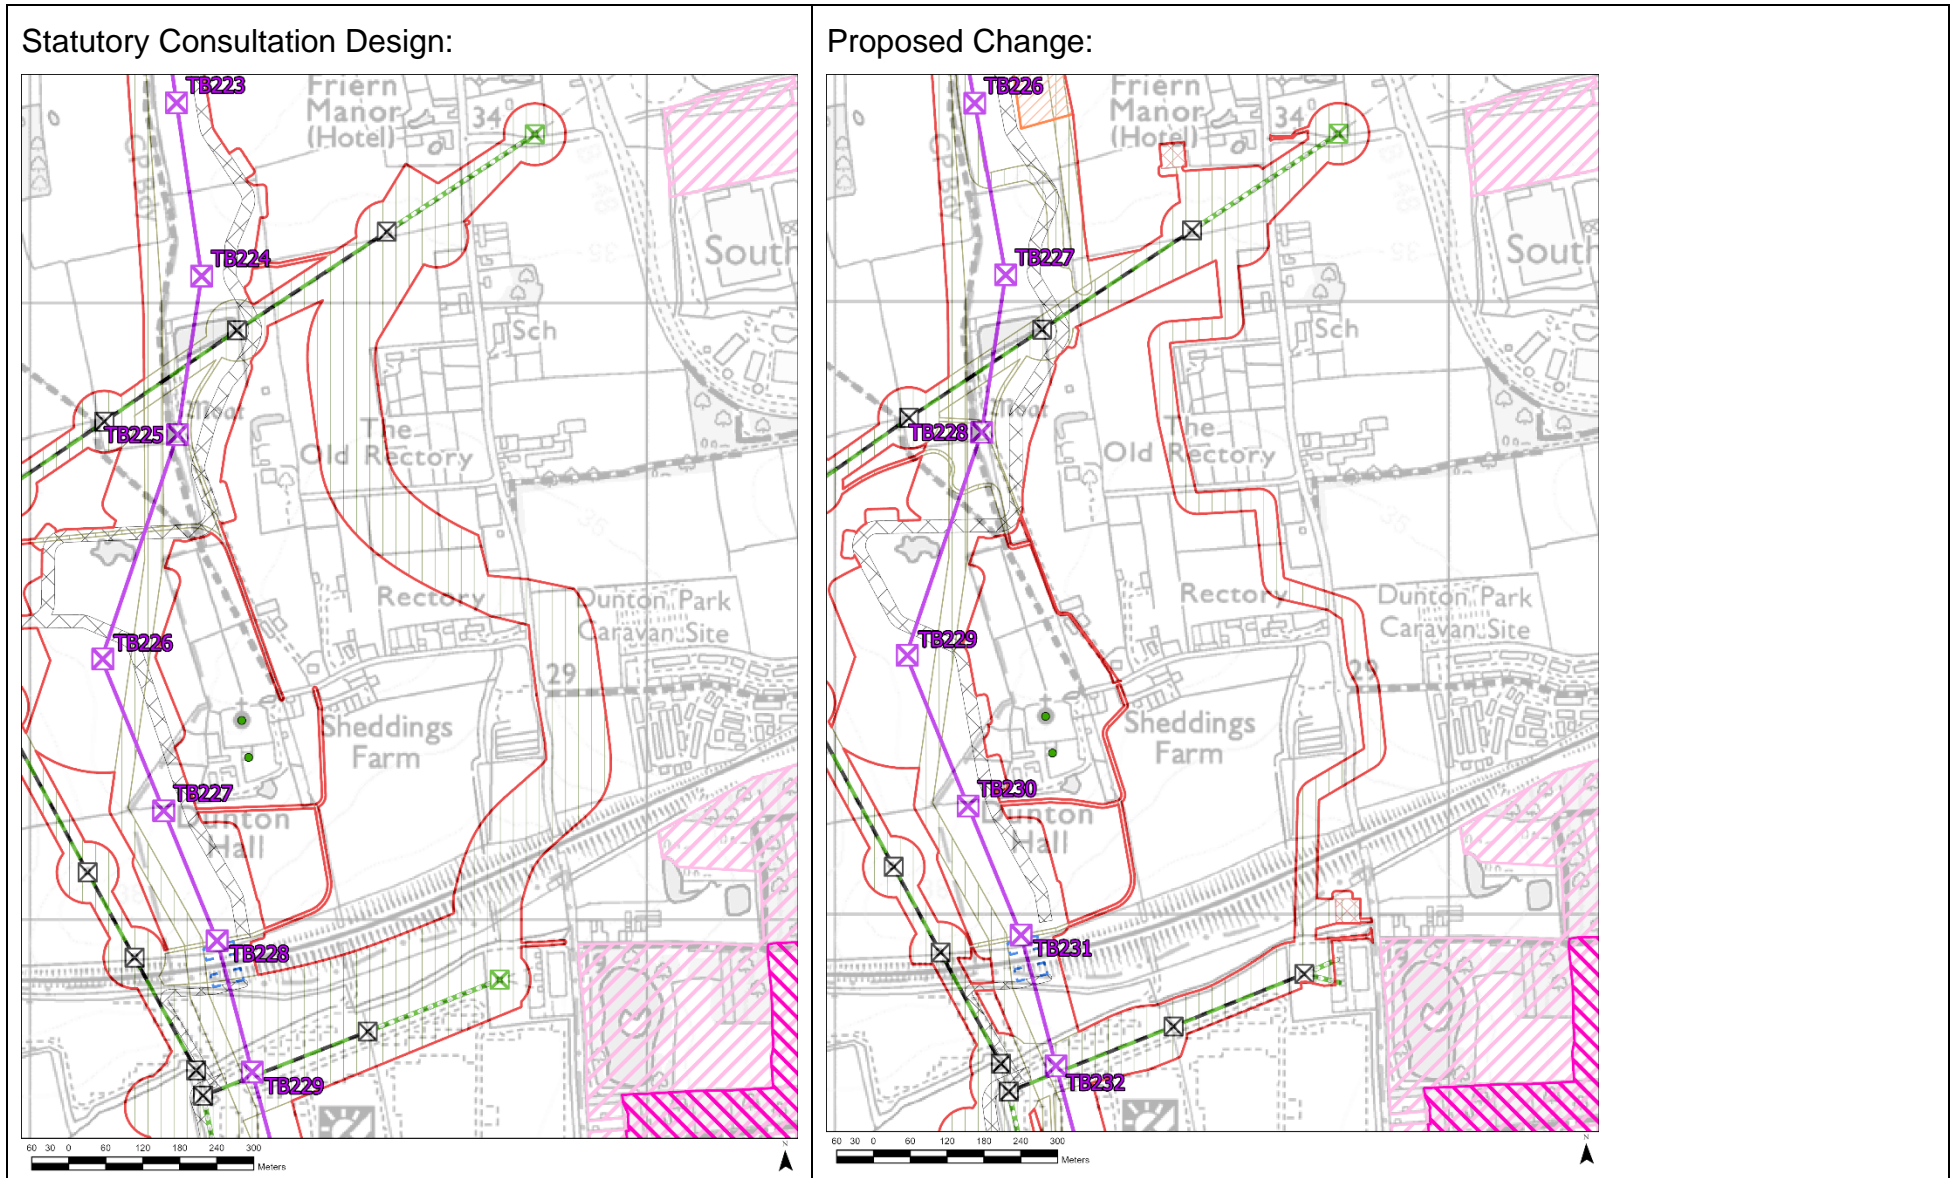 Statutory Consultation Design:
TB223
Friern
Manor
(Hotel)
34
CP Bdy
TB224
South
Sch
Moat
TB225
The
Old Rectory
Rectory
Dunton Park
Caravan Site
TB226
29
Sheddings
Farm
TB227
Dunton
Hall
TB228
TB229
60 30 0 60 120 180 240 300
Meters
N
Proposed Change:
TB226
Friern
Manor
(Hotel)
34
CP Bdy
TB227
South
Sch
Moat
TB228
The
Old Rectory
Rectory
Dunton Park
Caravan Site
TB229
29
Sheddings
Farm
TB230
Dunton
Hall
TB231
TB232
60 30 0 60 120 180 240 300
Meters
N